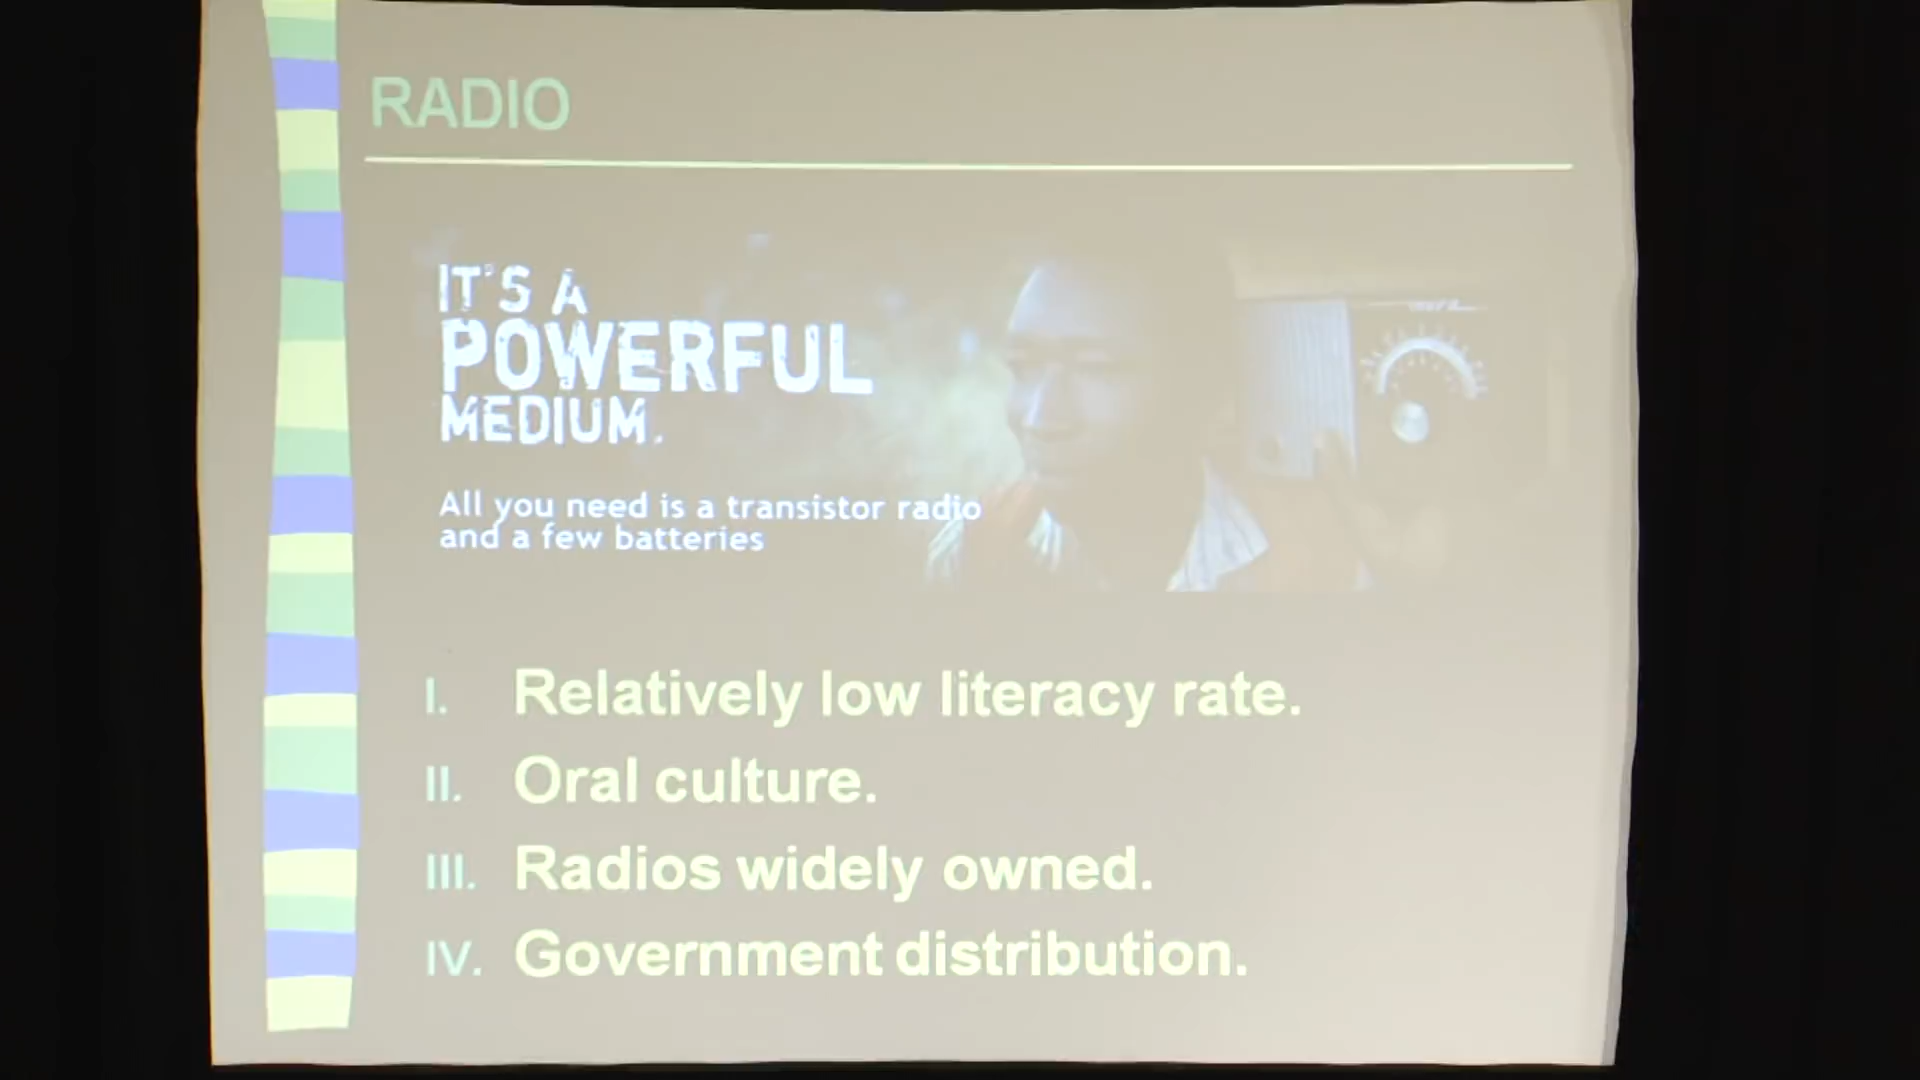 RADIO
IT'S A
POWERFUL
MEDIUM.
All you need is a transistor radio
and a few batteries
I. Relatively low literacy rate.
II. Oral culture.
III. Radios widely owned.
IV. Government distribution.